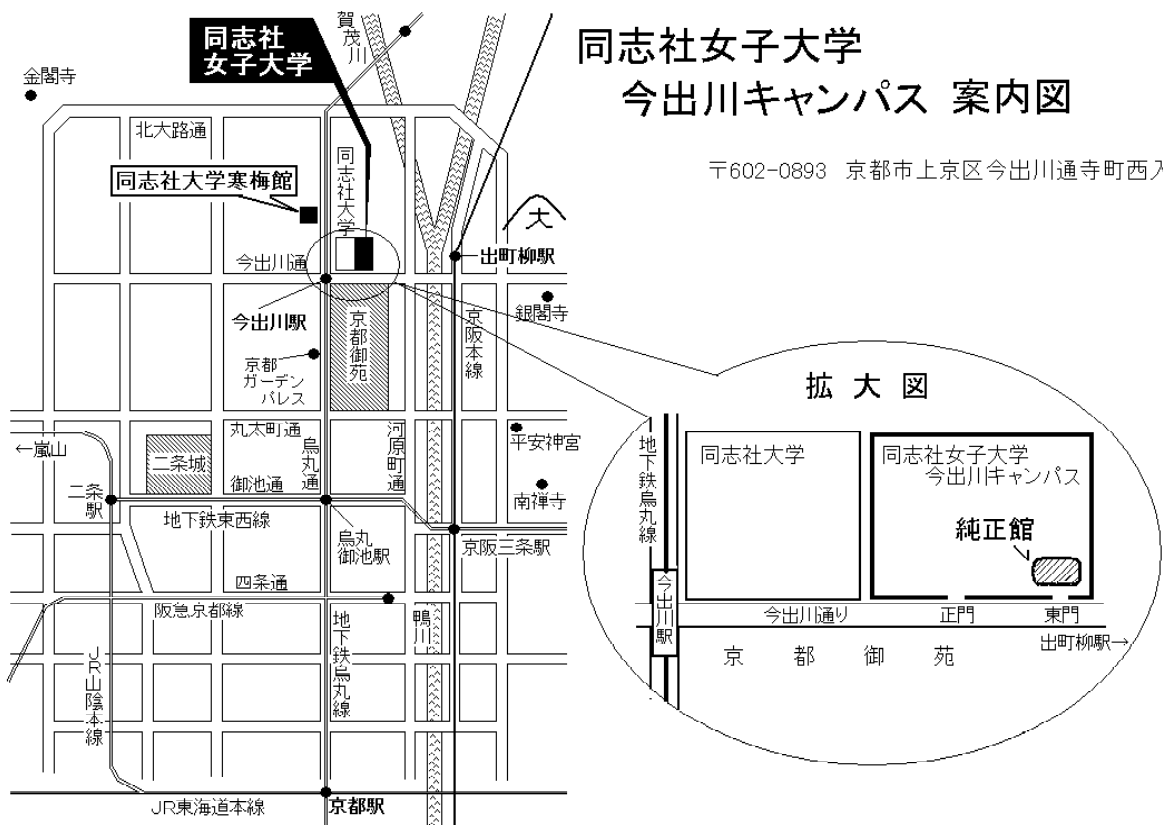 同志社女子大学
今出川キャンパス 案内図
〒602-0893 京都市上京区今出川通寺町西入
同志社
女子大学
賀茂川
金閣寺
北大路通
同志社大学寒梅館
同志社大学
大
今出川通
出町柳駅
今出川駅
銀閣寺
京都御苑
京阪本線
京都
ガーデン
パレス
丸太町通
烏丸通
河原町通
平安神宮
←嵐山
二条城
御池通
二条駅
南禅寺
地下鉄東西線
烏丸
御池駅
京阪三条駅
四条通
阪急京都線
地下鉄烏丸線
鴨川
JR山陰本線
JR東海道本線
京都駅
拡大図
地下鉄烏丸線
同志社大学
同志社女子大学
今出川キャンパス
純正館
今出川駅
今出川通り
正門
東門
出町柳駅→
京都御苑